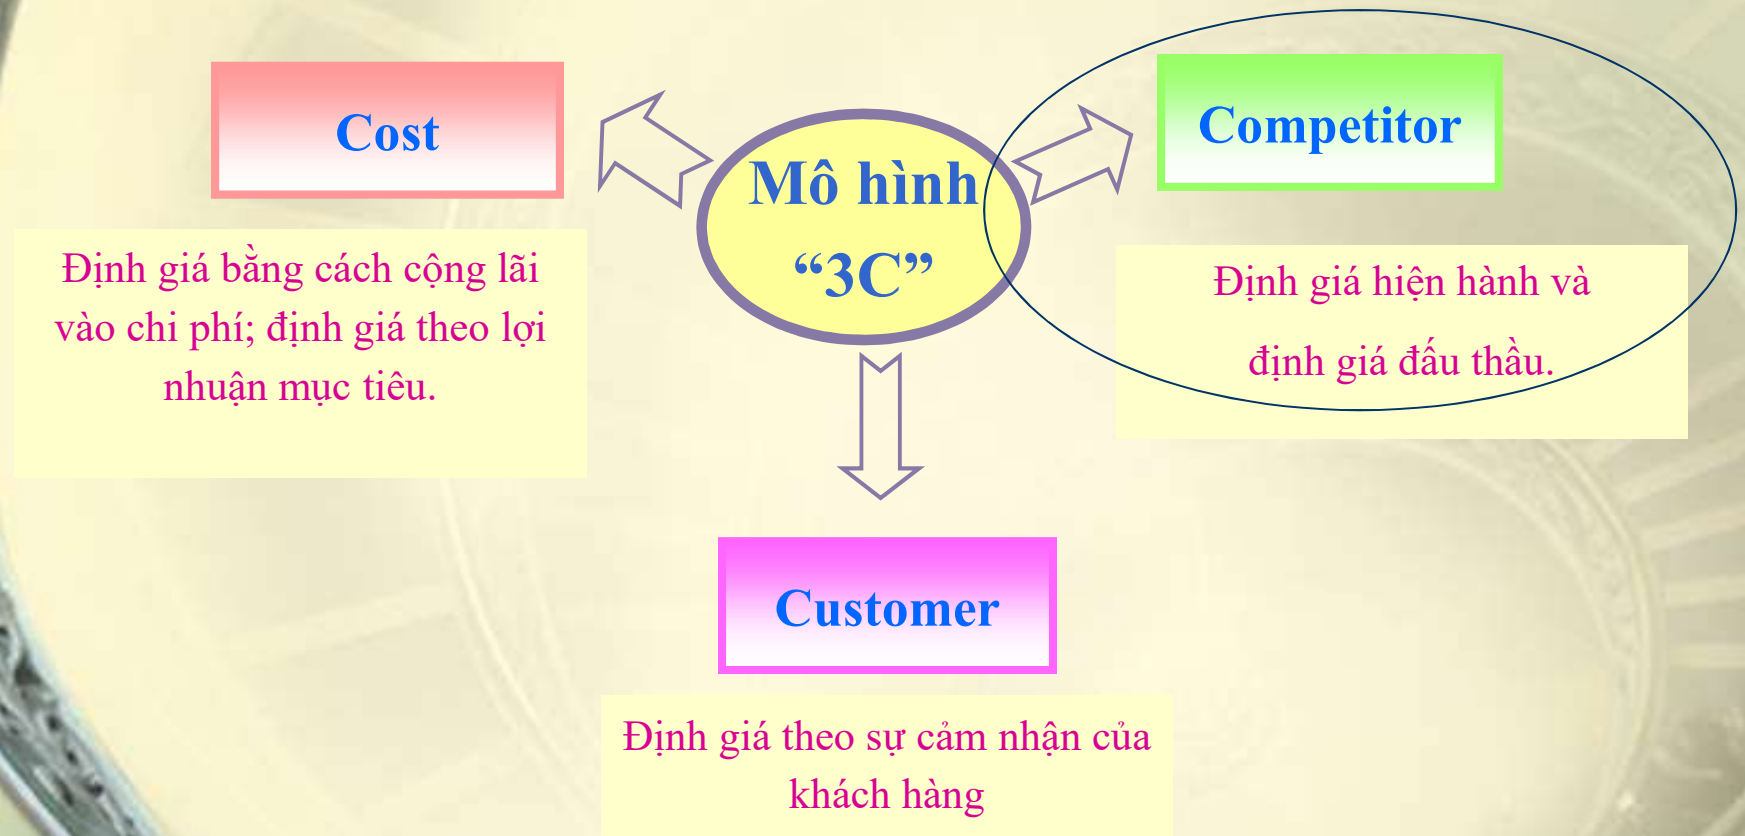 Cost
Định giá bằng cách cộng lãi
vào chi phí; định giá theo lợi
nhuận mục tiêu.
Mô hình
“3C”
Competitor
Định giá hiện hành và
định giá đấu thầu.
Customer
Định giá theo sự cảm nhận của
khách hàng